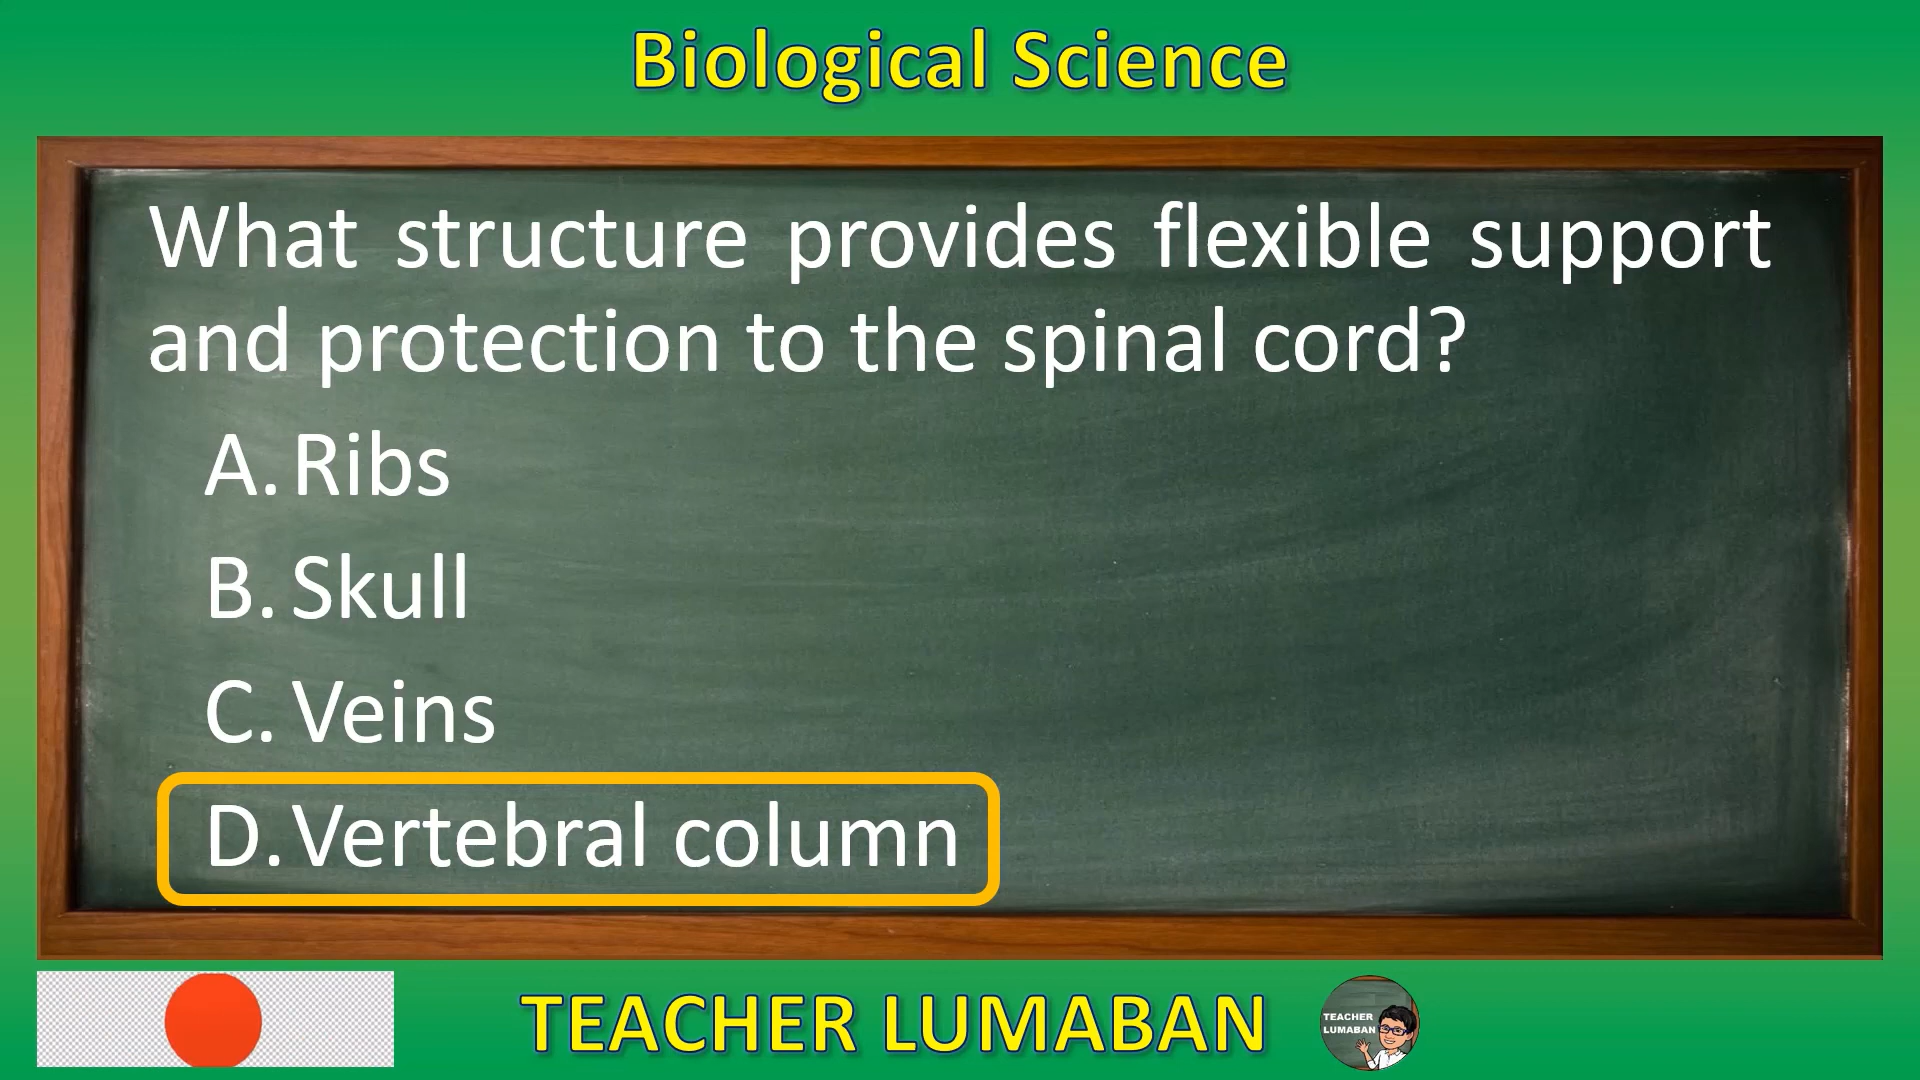 Biological Science
What structure provides flexible support
and protection to the spinal cord?
A. Ribs
B. Skull
C. Veins
D. Vertebral column
TEACHER LUMABAN
TEACHER
LUMABAN